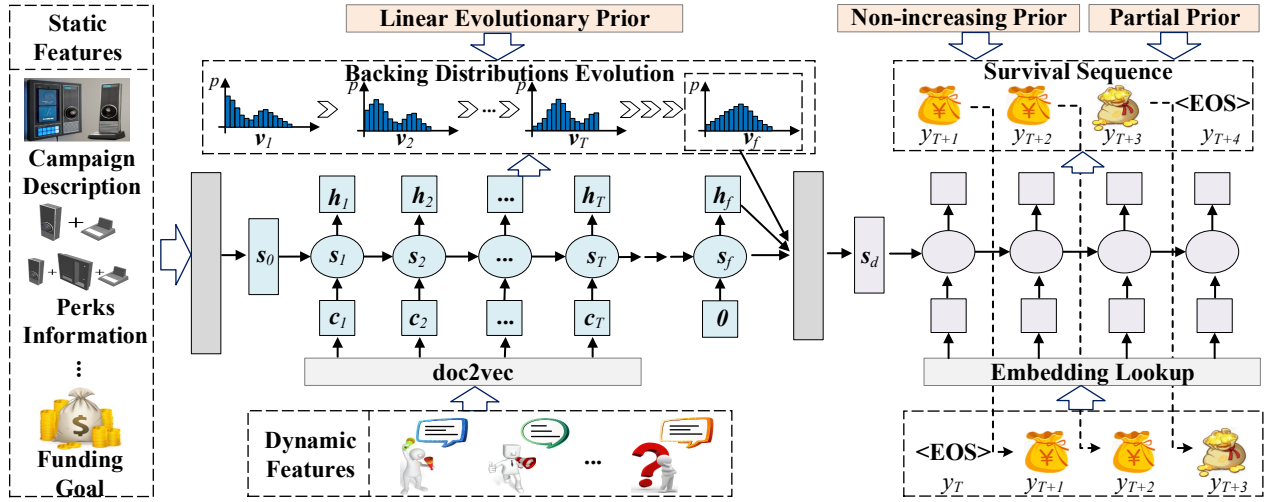 Static
Features
Campaign
Description
+
+ +
Perks
Information
...
$
Funding
Goal
Linear Evolutionary Prior
Backing Distributions Evolution
p p p p
...
v1 v2 vT vf
h1 h2 ... hT hf
s0 s1 s2 ... sT sf
c1 c2 ... cT 0
doc2vec
Dynamic
Features
...
?
Non-increasing Prior Partial Prior
Survival Sequence
¥ ¥ <EOS>
yT+1 yT+2 yT+3 yT+4
sd
Embedding Lookup
<EOS> ¥ ¥
yT yT+1 yT+2 yT+3